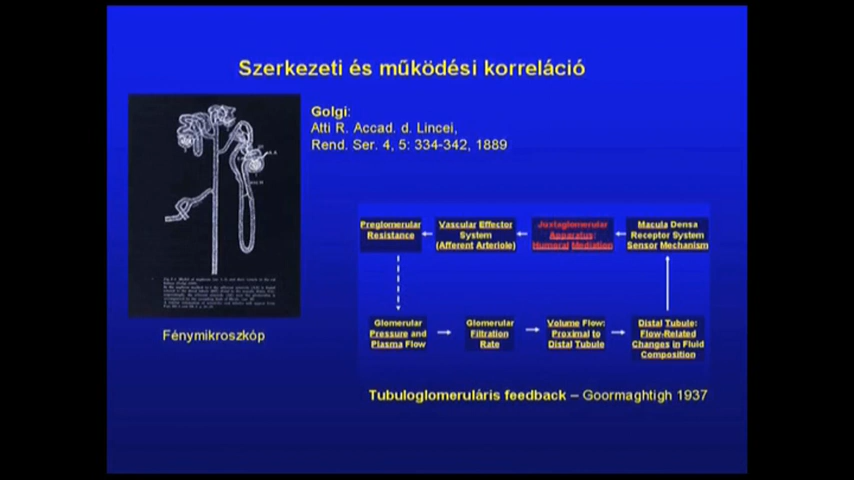 Szerkezeti és működési korreláció
Golgi:
Atti R. Accad. d. Lincei,
Rend. Ser. 4, 5: 334-342, 1889
Fénymikroszkóp
Preglomerular
Resistance
Vascular Effector
System
(Afferent Arteriole)
Juxtaglomerular
Apparatus:
Humeral Mediation
Macula Densa
Receptor System
Sensor Mechanism
Glomerular
Pressure and
Plasma Flow
Glomerular
Filtration
Rate
Volume Flow:
Proximal to
Distal Tubule
Distal Tubule:
Flow-Related
Changes in Fluid
Composition
Tubuloglomeruláris feedback – Goormaghtigh 1937